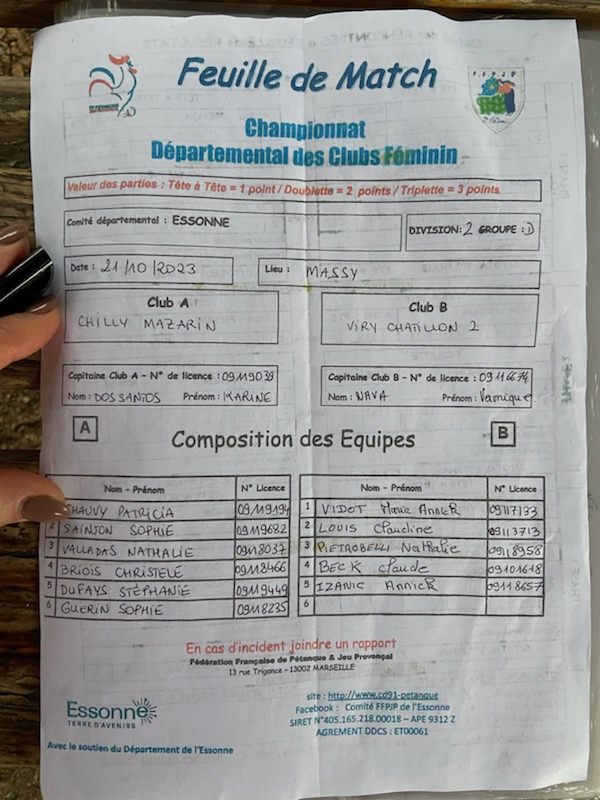 Feuille de Match
FFPJP
Championnat
Départemental des Clubs Féminin
Valeur des parties : Tête à Tête = 1 point / Doublette = 2 points / Triplette = 3 points
Comité départemental : ESSONNE
DIVISION: 2 GROUPE : D
Date : 21/10/2023
Lieu : MASSY
Club A
CHILLY MAZARIN
Club B
VIRY CHATILLON 2
Capitaine Club A - N° de licence : 09119039
Nom : DOS SANTOS Prénom : KARINE
Capitaine Club B - N° de licence : 09116674
Nom : NAVA Prénom : Véronique
A
Composition des Equipes
B
Nom - Prénom N° Licence
CHAUVY PATRICIA 09119194
2 SAINJON SOPHIE 09119682
3 VALLADAS NATHALIE 09118037
4 BRIOIS CHRISTELE 09118466
5 DUFAYS STÉPHANIE 09119449
6 GUERIN SOPHIE 09118235
Nom - Prénom N° Licence
1 VIDOT Marie Annick 09117133
2 LOUIS Claudine 09113713
3 PIETROBELLI Nathalie 09118958
4 BECK Claude 09101618
5 IZANIC Annick 09118657
6
En cas d'incident joindre un rapport
Fédération Française de Pétanque & Jeu Provençal
13 rue Trigance - 13002 MARSEILLE
Essonne
TERRE D'AVENIRS
Avec le soutien du Département de l'Essonne
site : http://www.cd91-petanque
Facebook : Comité FFPJP de l'Essonne
SIRET N°405.165.218.00018 - APE 9312 Z
AGREMENT DDCS : ET00061